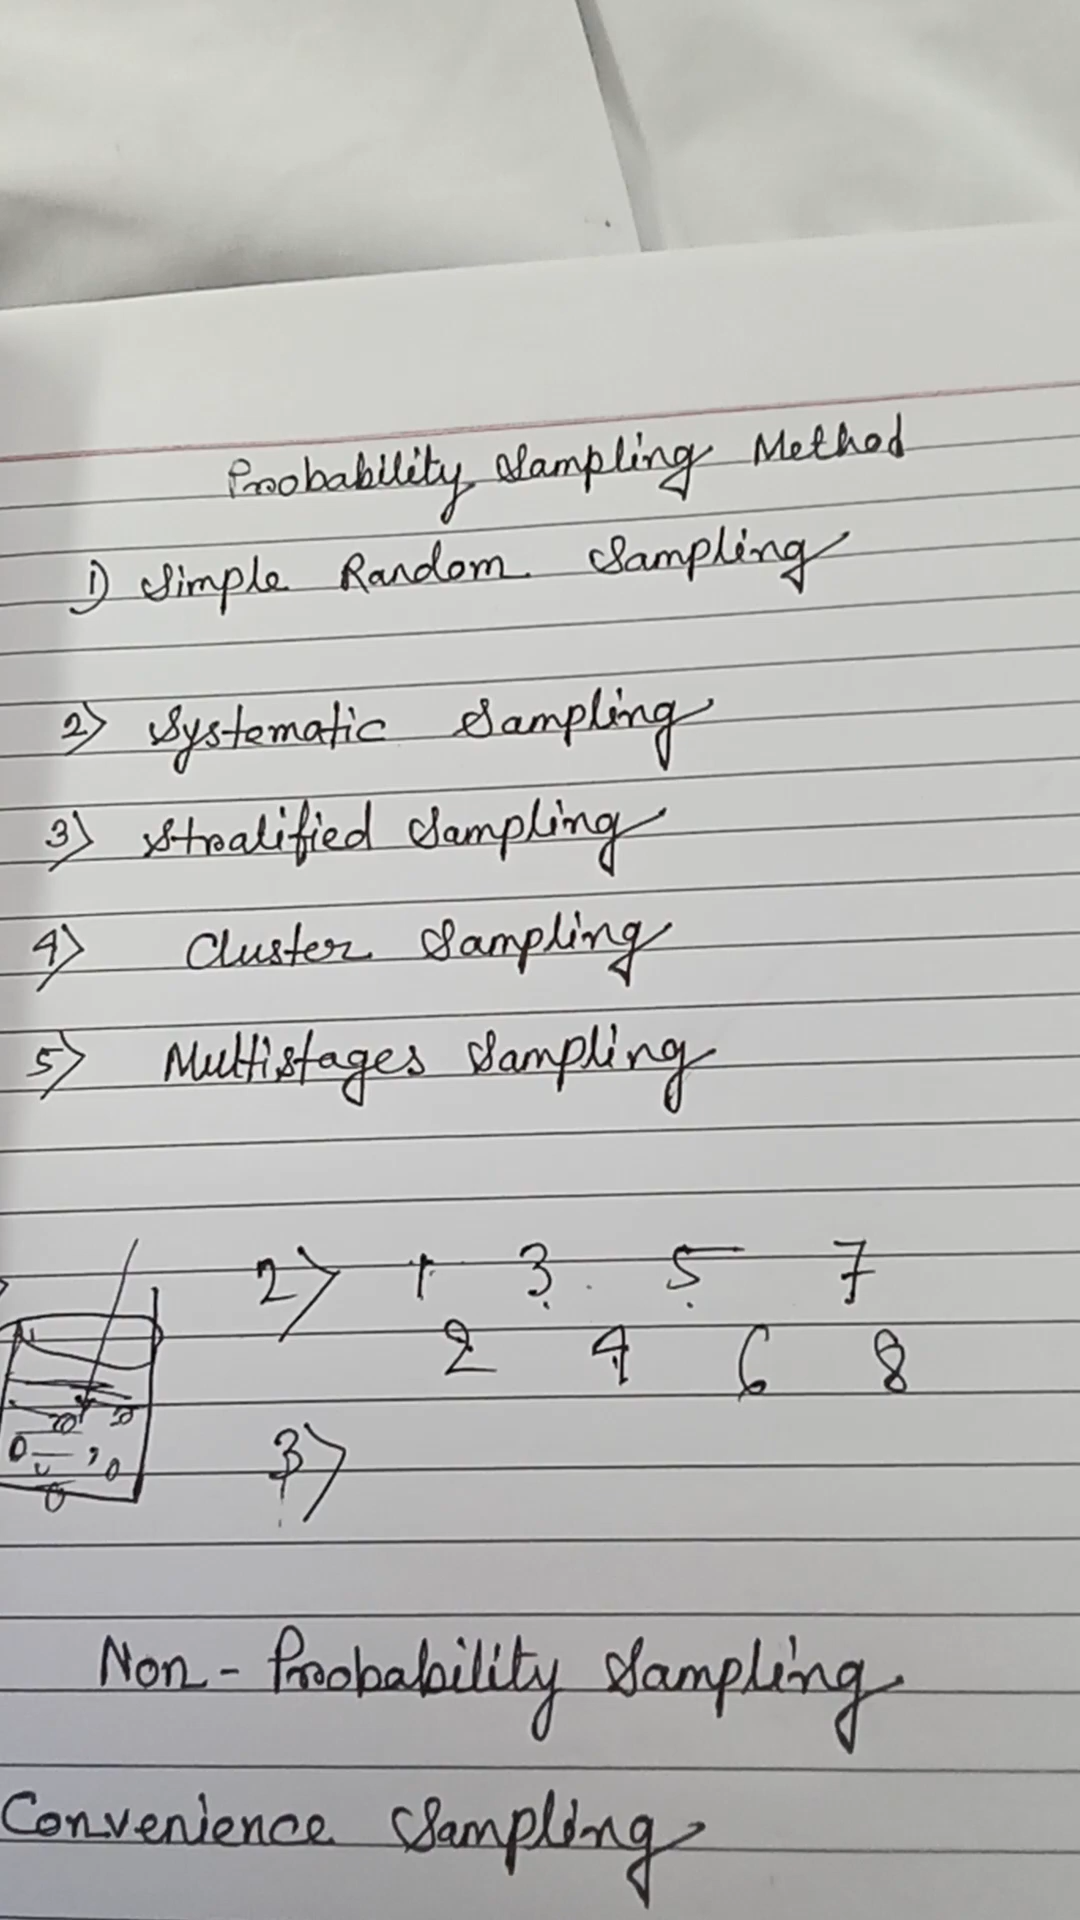 Probability Sampling Method
1) Simple Random Sampling
2) Systematic Sampling
3) Stratified Sampling
4) Cluster Sampling
5) Multistages Sampling
2) 1 3 5 7
2 4 6 8
3)
Non - Probability Sampling
Convenience Sampling